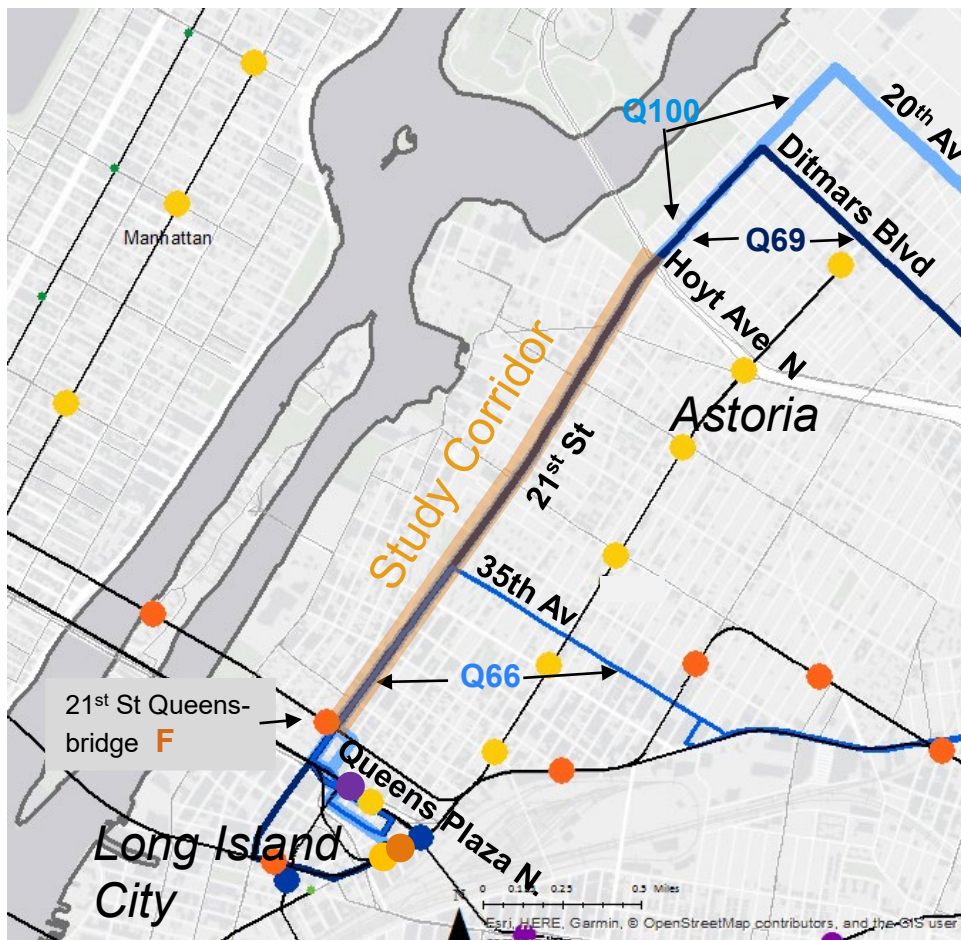 Q100
20th Av
Ditmars Blvd
Manhattan
Q69
Hoyt Ave N
Study Corridor
Astoria
21st St
35th Av
Q66
21st St Queens-
bridge F
Queens Plaza N
Long Island
City
N
0 0.125 0.25 0.5 Miles
Esri, HERE, Garmin, © OpenStreetMap contributors, and the GIS user